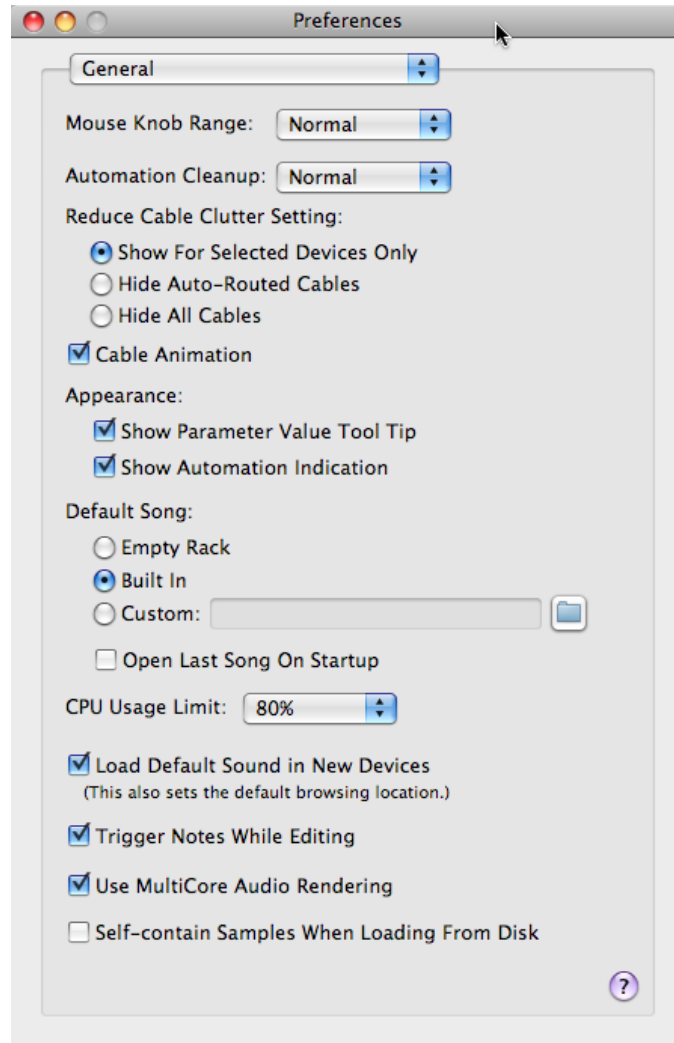 Preferences
General
Mouse Knob Range: Normal
Automation Cleanup: Normal
Reduce Cable Clutter Setting:
Show For Selected Devices Only
Hide Auto-Routed Cables
Hide All Cables
Cable Animation
Appearance:
Show Parameter Value Tool Tip
Show Automation Indication
Default Song:
Empty Rack
Built In
Custom:
Open Last Song On Startup
CPU Usage Limit: 80%
Load Default Sound in New Devices
(This also sets the default browsing location.)
Trigger Notes While Editing
Use MultiCore Audio Rendering
Self-contain Samples When Loading From Disk
?